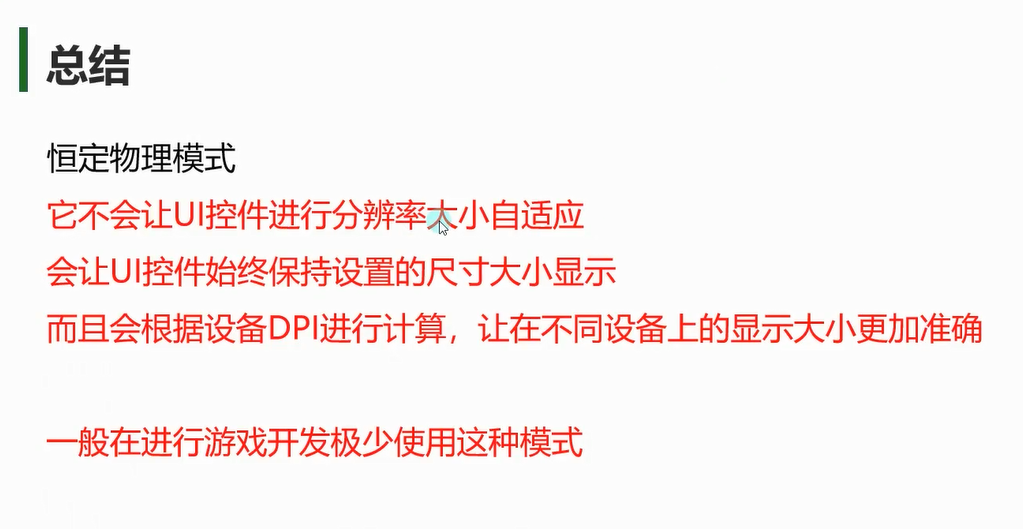 总结
恒定物理模式
它不会让UI控件进行分辨率大小自适应
会让UI控件始终保持设置的尺寸大小显示
而且会根据设备DPI进行计算，让在不同设备上的显示大小更加准确
一般在进行游戏开发极少使用这种模式